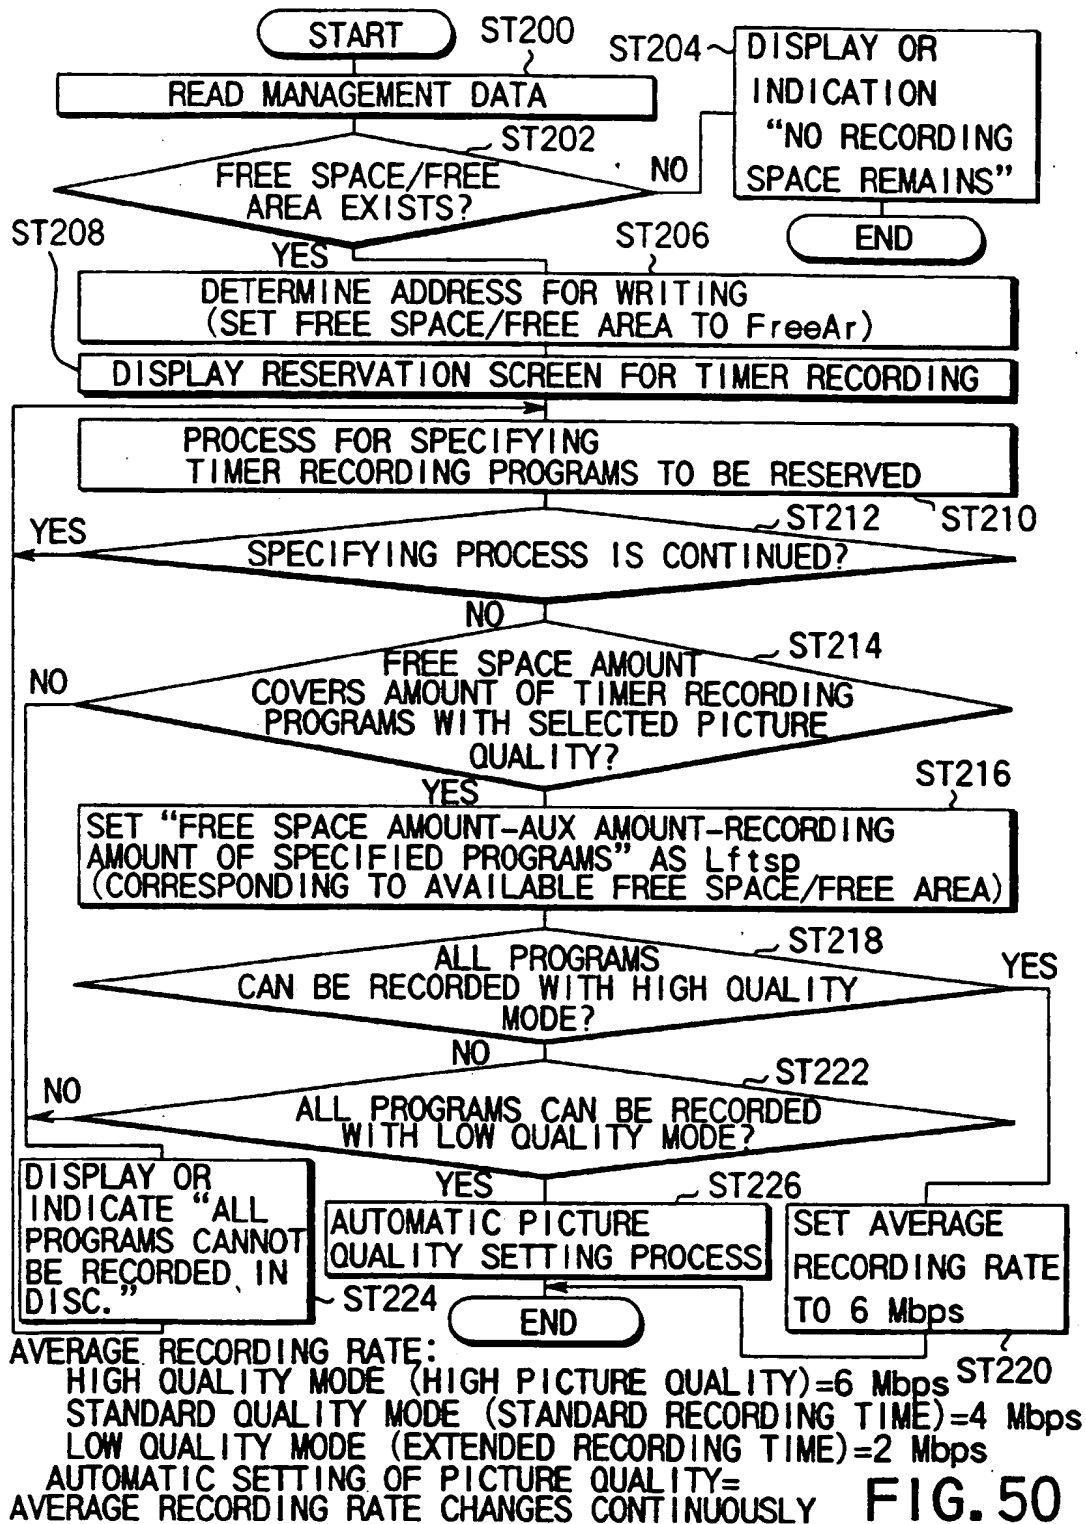 START
ST200
READ MANAGEMENT DATA
ST202
FREE SPACE/FREE
AREA EXISTS?
NO
ST204
DISPLAY OR
INDICATION
"NO RECORDING
SPACE REMAINS"
END
YES
ST206
DETERMINE ADDRESS FOR WRITING
(SET FREE SPACE/FREE AREA TO FreeAr)
ST208
DISPLAY RESERVATION SCREEN FOR TIMER RECORDING
PROCESS FOR SPECIFYING
TIMER RECORDING PROGRAMS TO BE RESERVED
ST210
ST212
YES
SPECIFYING PROCESS IS CONTINUED?
NO
ST214
NO
FREE SPACE AMOUNT
COVERS AMOUNT OF TIMER RECORDING
PROGRAMS WITH SELECTED PICTURE
QUALITY?
YES
ST216
SET "FREE SPACE AMOUNT-AUX AMOUNT-RECORDING
AMOUNT OF SPECIFIED PROGRAMS" AS Lftsp
(CORRESPONDING TO AVAILABLE FREE SPACE/FREE AREA)
ST218
ALL PROGRAMS
CAN BE RECORDED WITH HIGH QUALITY
MODE?
YES
NO
ST222
NO
ALL PROGRAMS CAN BE RECORDED
WITH LOW QUALITY MODE?
YES
DISPLAY OR
INDICATE "ALL
PROGRAMS CANNOT
BE RECORDED IN
DISC."
ST224
ST226
AUTOMATIC PICTURE
QUALITY SETTING PROCESS
END
SET AVERAGE
RECORDING RATE
TO 6 Mbps
ST220
AVERAGE RECORDING RATE:
HIGH QUALITY MODE (HIGH PICTURE QUALITY)=6 Mbps
STANDARD QUALITY MODE (STANDARD RECORDING TIME)=4 Mbps
LOW QUALITY MODE (EXTENDED RECORDING TIME)=2 Mbps
AUTOMATIC SETTING OF PICTURE QUALITY=
AVERAGE RECORDING RATE CHANGES CONTINUOUSLY
FIG. 50